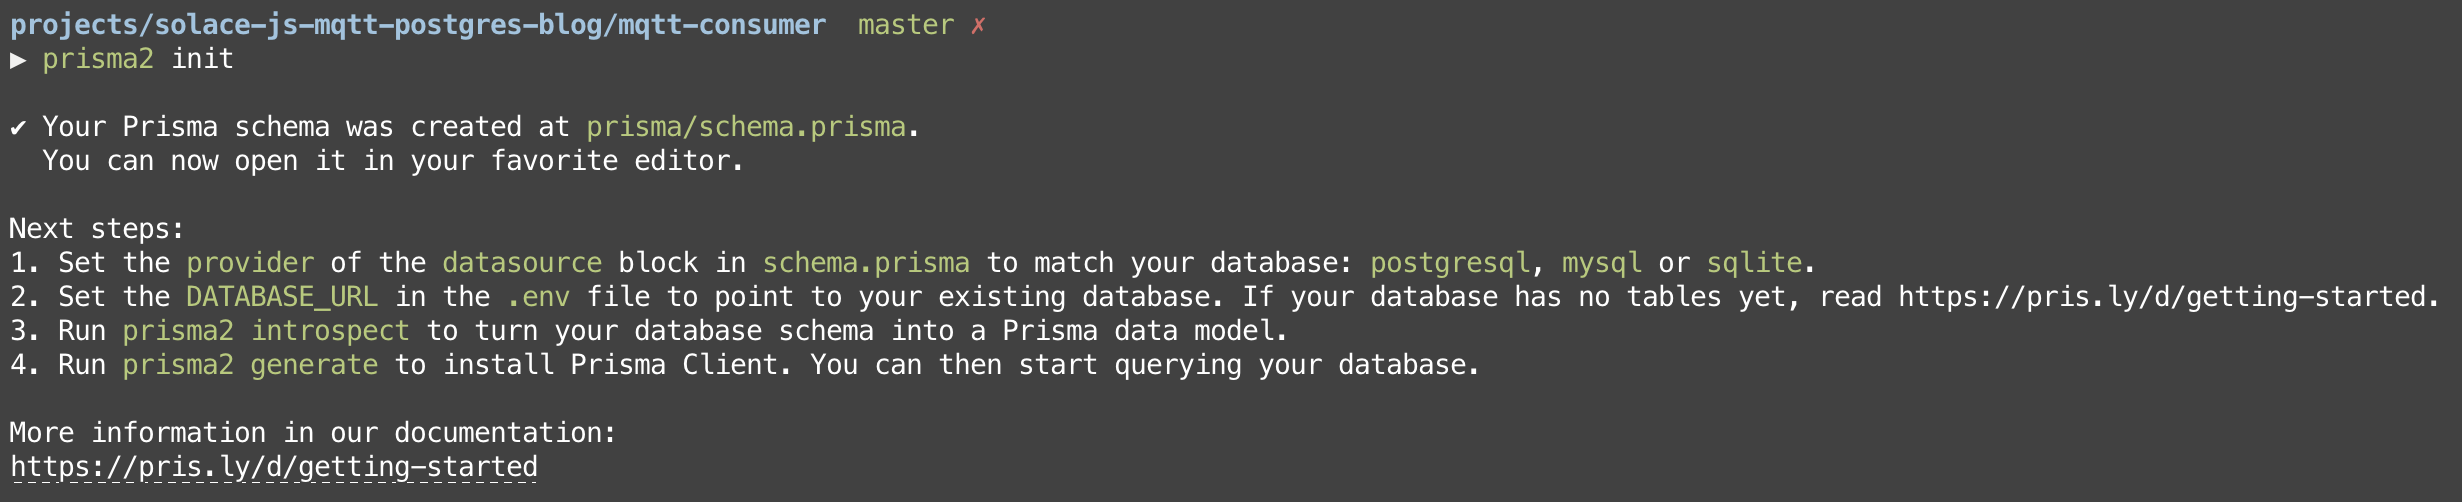 projects/solace-js-mqtt-postgres-blog/mqtt-consumer  master ✗
▶ prisma2 init
✔ Your Prisma schema was created at prisma/schema.prisma.
You can now open it in your favorite editor.
Next steps:
1. Set the provider of the datasource block in schema.prisma to match your database: postgresql, mysql or sqlite.
2. Set the DATABASE_URL in the .env file to point to your existing database. If your database has no tables yet, read https://pris.ly/d/getting-started.
3. Run prisma2 introspect to turn your database schema into a Prisma data model.
4. Run prisma2 generate to install Prisma Client. You can then start querying your database.
More information in our documentation:
https://pris.ly/d/getting-started